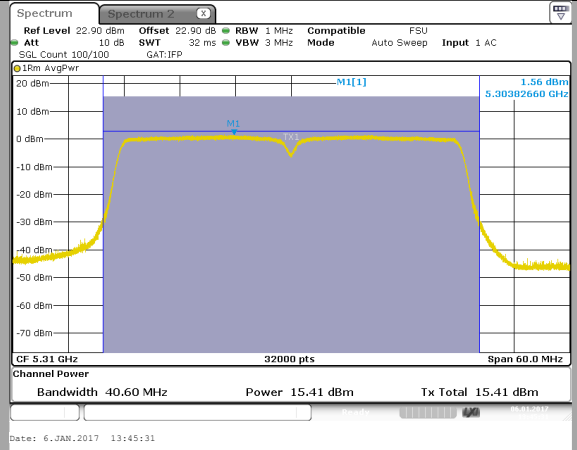 Spectrum Spectrum 2 X
Ref Level 22.90 dBm Offset 22.90 dB RBW 1 MHz Compatible FSU
Att 10 dB SWT 32 ms VBW 3 MHz Mode Auto Sweep Input 1 AC
SGL Count 100/100 GAT:IFP
1Rm AvgPwr
M1[1] 1.56 dBm
5.30382660 GHz
20 dBm
10 dBm
M1
TX1
0 dBm
-10 dBm
-20 dBm
-30 dBm
-40 dBm
-50 dBm
-60 dBm
-70 dBm
CF 5.31 GHz 32000 pts Span 60.0 MHz
Channel Power
Bandwidth 40.60 MHz Power 15.41 dBm Tx Total 15.41 dBm
Ready 06.01.2017
Date: 6.JAN.2017 13:45:31